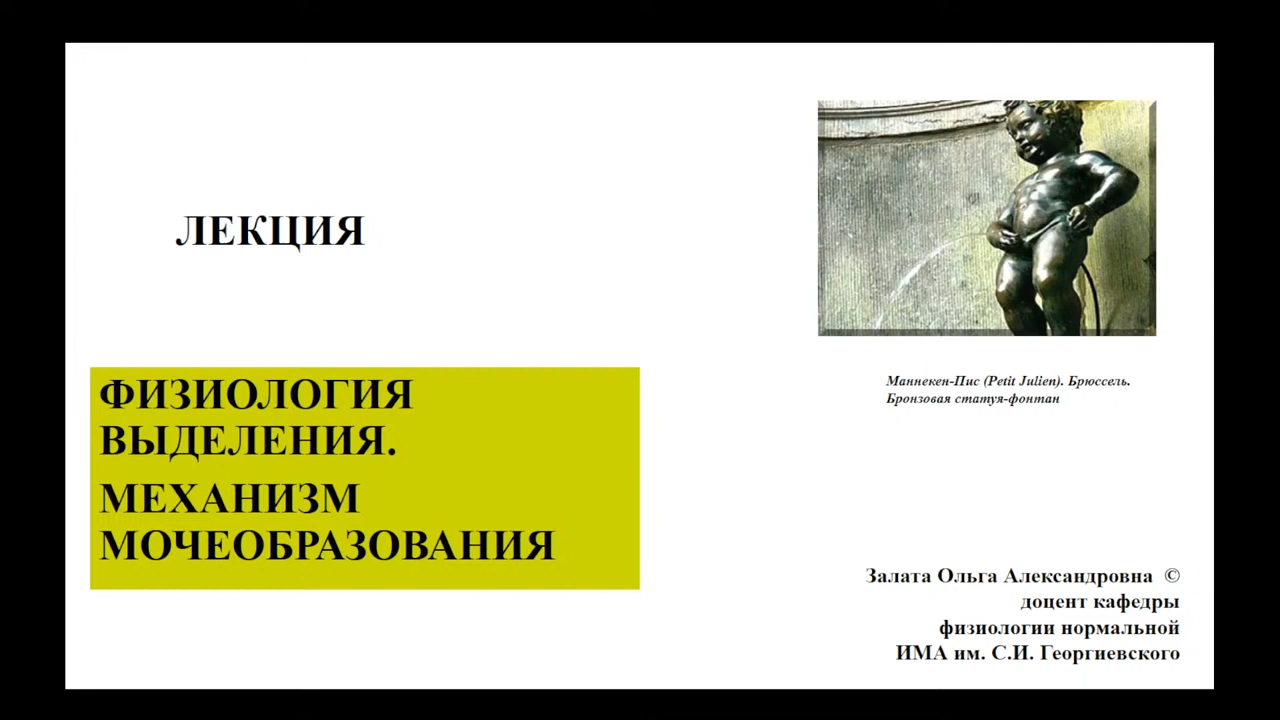 ЛЕКЦИЯ
ФИЗИОЛОГИЯ
ВЫДЕЛЕНИЯ.
МЕХАНИЗМ
МОЧЕОБРАЗОВАНИЯ
Маннекен-Пис (Petit Julien). Брюссель.
Бронзовая статуя-фонтан
Залата Ольга Александровна ©
доцент кафедры
физиологии нормальной
ИМА им. С.И. Георгиевского